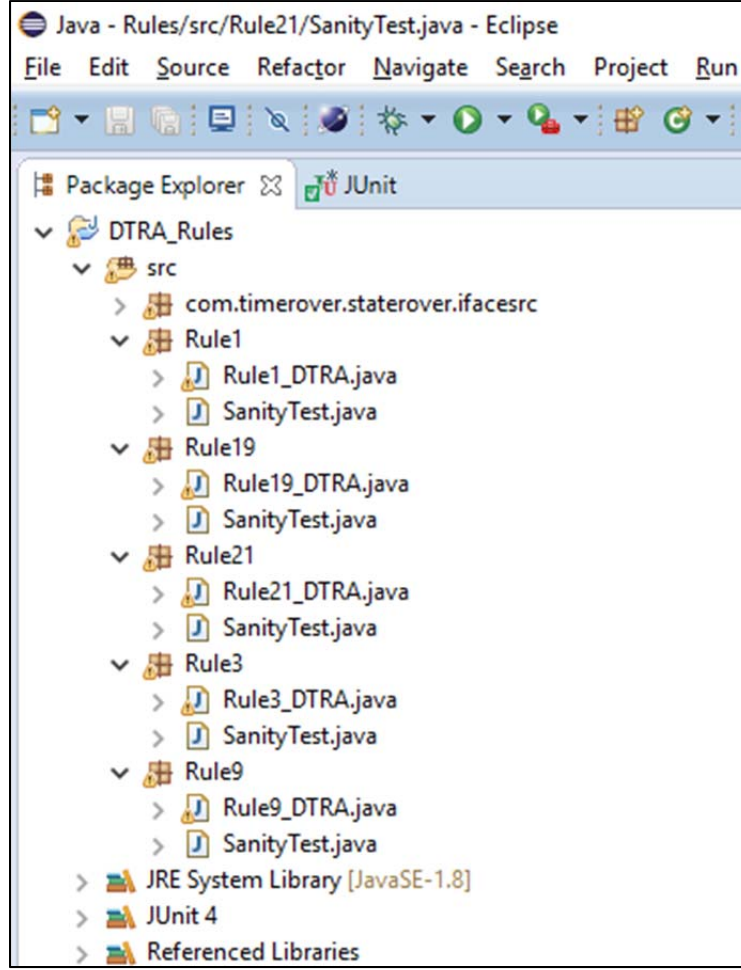 Java - Rules/src/Rule21/SanityTest.java - Eclipse
File Edit Source Refactor Navigate Search Project Run
Package Explorer JUnit
DTRA_Rules
src
com.timerover.staterover.ifacesrc
Rule1
Rule1_DTRA.java
SanityTest.java
Rule19
Rule19_DTRA.java
SanityTest.java
Rule21
Rule21_DTRA.java
SanityTest.java
Rule3
Rule3_DTRA.java
SanityTest.java
Rule9
Rule9_DTRA.java
SanityTest.java
JRE System Library [JavaSE-1.8]
JUnit 4
Referenced Libraries